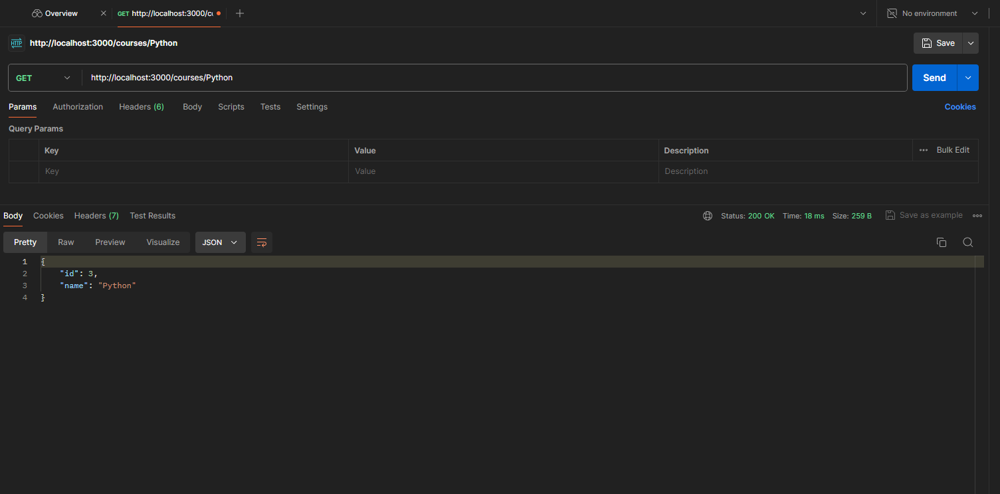 Overview GET http://localhost:3000/cι No environment
HTTP http://localhost:3000/courses/Python Save
GET http://localhost:3000/courses/Python Send
Params Authorization Headers (6) Body Scripts Tests Settings Cookies
Query Params
Key Value Description Bulk Edit
Key Value Description
Body Cookies Headers (7) Test Results Status: 200 OK Time: 18 ms Size: 259 B Save as example
Pretty Raw Preview Visualize JSON
1 {
2 "id": 3,
3 "name": "Python"
4 }